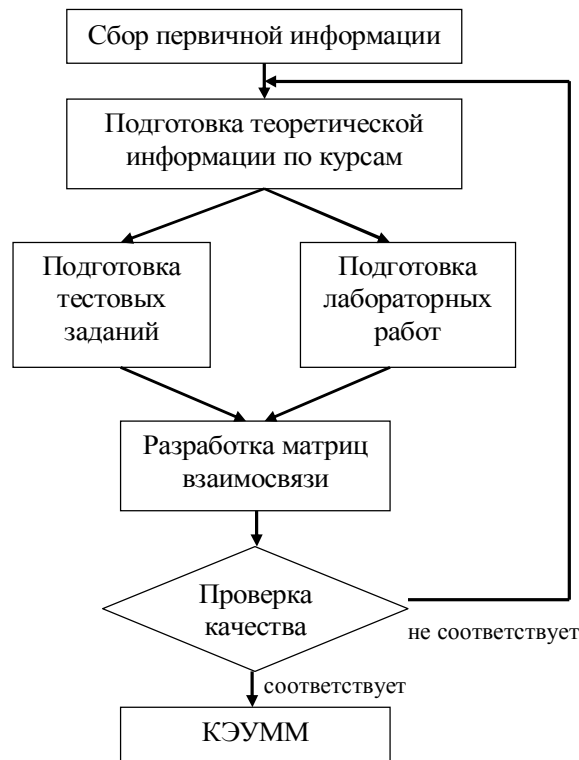 Сбор первичной информации
Подготовка теоретической
информации по курсам
Подготовка
тестовых
заданий
Подготовка
лабораторных
работ
Разработка матриц
взаимосвязи
Проверка
качества
не соответствует
соответствует
КЭУММ